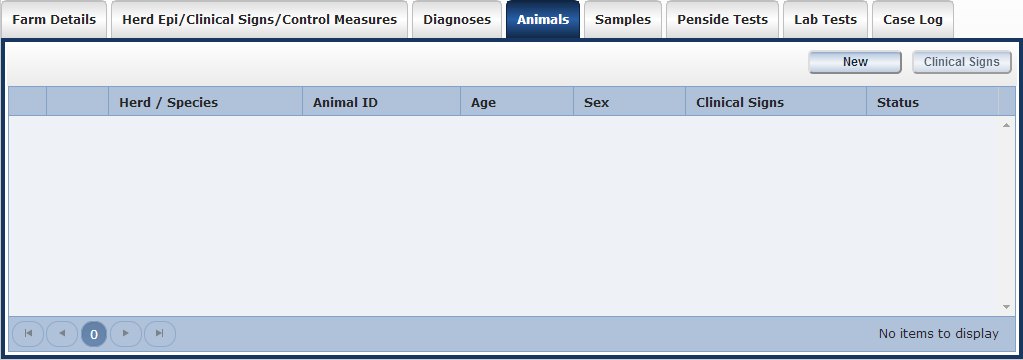 Farm Details Herd Epi/Clinical Signs/Control Measures Diagnoses Animals Samples Penside Tests Lab Tests Case Log
New Clinical Signs
Herd / Species Animal ID Age Sex Clinical Signs Status
0 No items to display